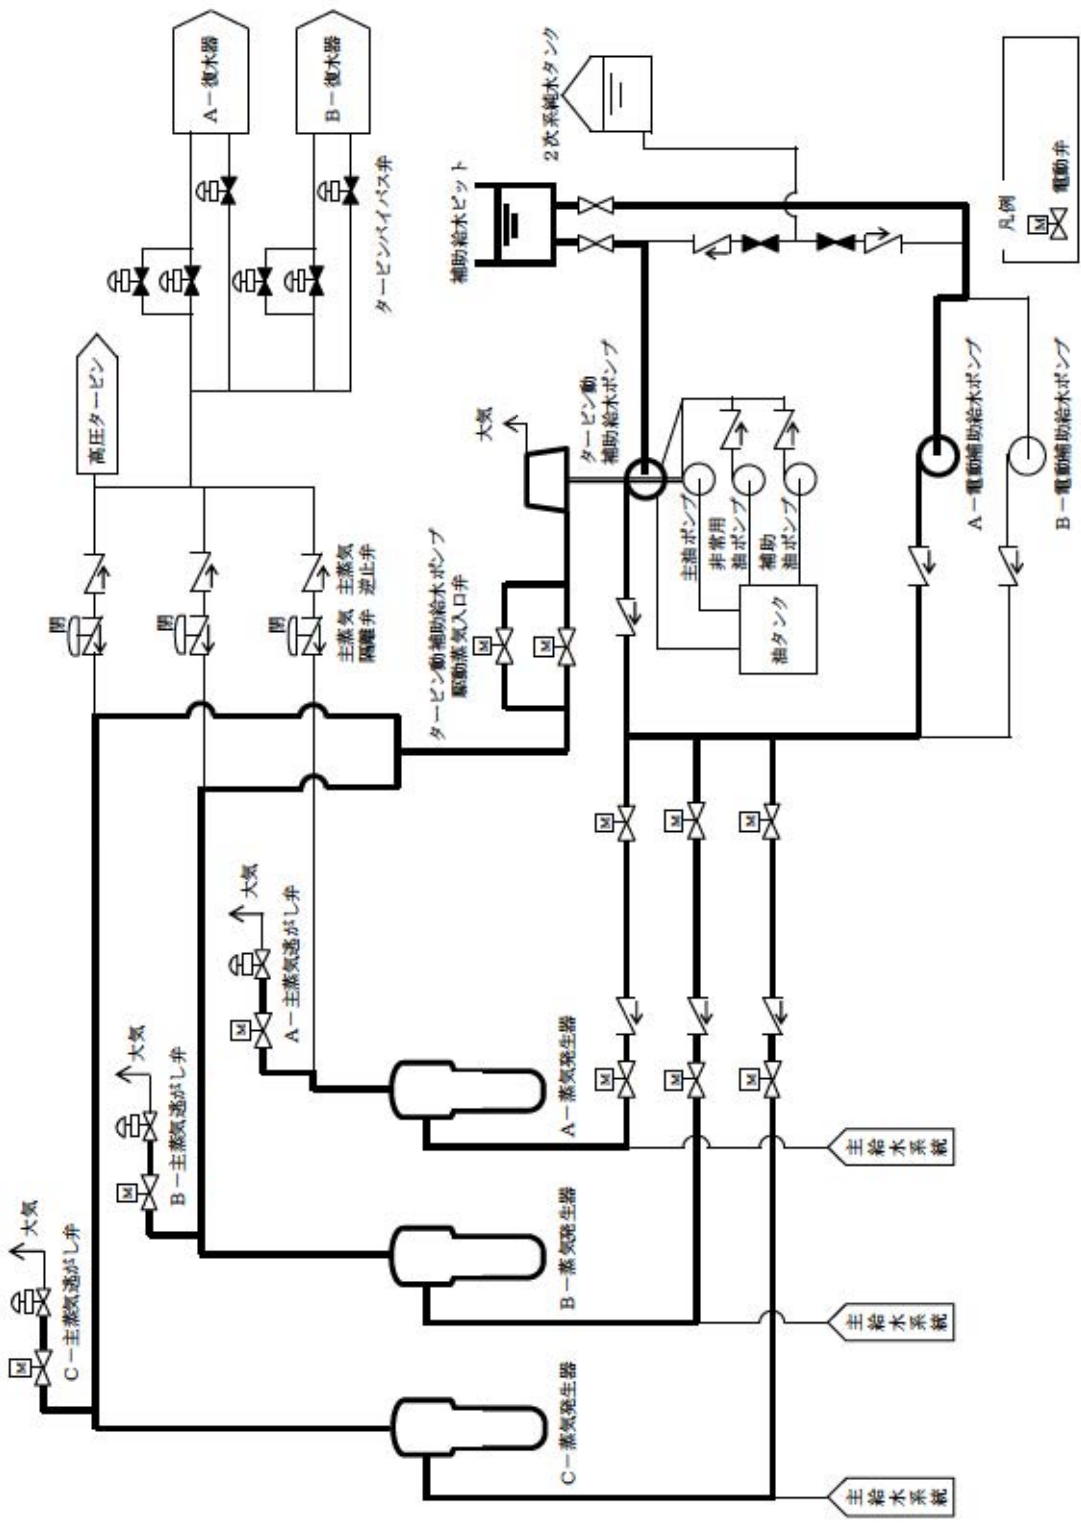 C－主蒸気逃がし弁
大気
M
B－主蒸気逃がし弁
大気
M
A－主蒸気逃がし弁
大気
M
閉
閉
閉
主蒸気
隔離弁
主蒸気
逆止弁
高圧タービン
A－復水器
B－復水器
タービンバイパス弁
C－蒸気発生器
B－蒸気発生器
A－蒸気発生器
タービン動補助給水ポンプ
駆動蒸気入口弁
M
M
大気
タービン動
補助給水ポンプ
補助給水ピット
2次系純水タンク
M
M
M
M
M
M
主油ポンプ
非常用
油ポンプ
補助
油ポンプ
油タンク
主給水系統
主給水系統
主給水系統
A－電動補助給水ポンプ
B－電動補助給水ポンプ
凡例
M
電動弁